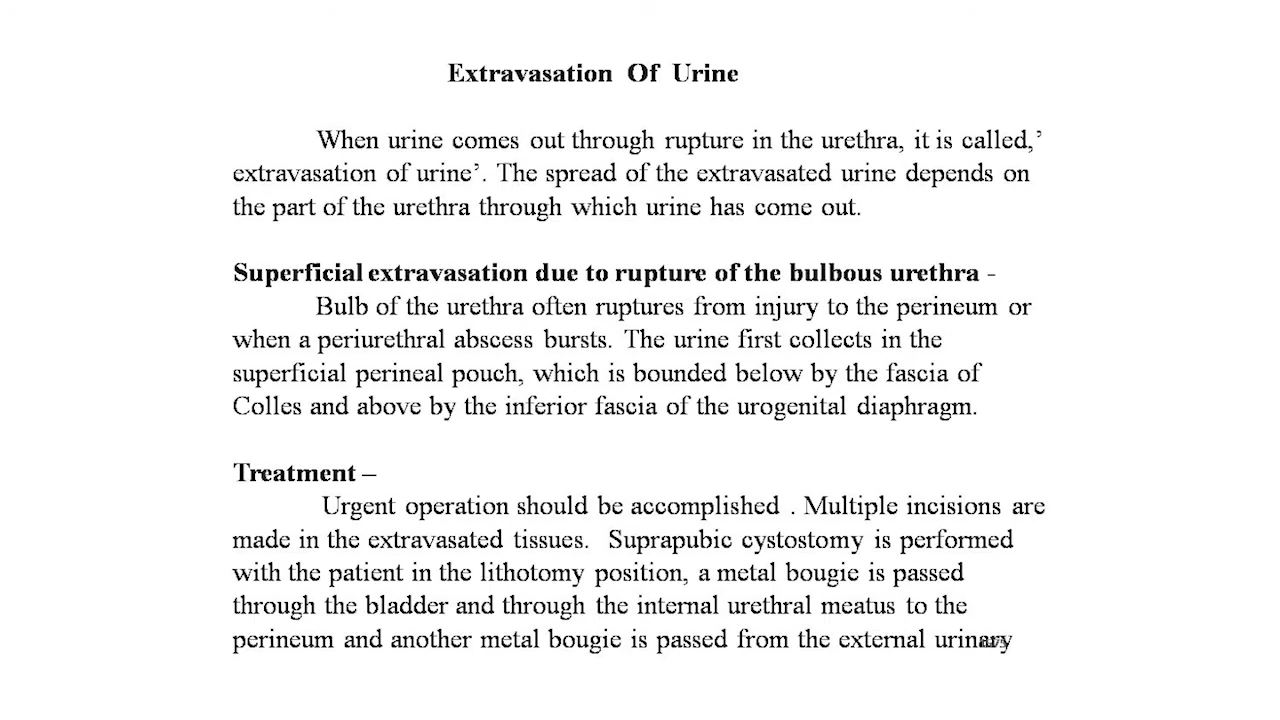 Extravasation Of Urine
When urine comes out through rupture in the urethra, it is called,’
extravasation of urine’. The spread of the extravasated urine depends on
the part of the urethra through which urine has come out.
Superficial extravasation due to rupture of the bulbous urethra -
Bulb of the urethra often ruptures from injury to the perineum or
when a periurethral abscess bursts. The urine first collects in the
superficial perineal pouch, which is bounded below by the fascia of
Colles and above by the inferior fascia of the urogenital diaphragm.
Treatment –
Urgent operation should be accomplished . Multiple incisions are
made in the extravasated tissues. Suprapubic cystostomy is performed
with the patient in the lithotomy position, a metal bougie is passed
through the bladder and through the internal urethral meatus to the
perineum and another metal bougie is passed from the external urinary